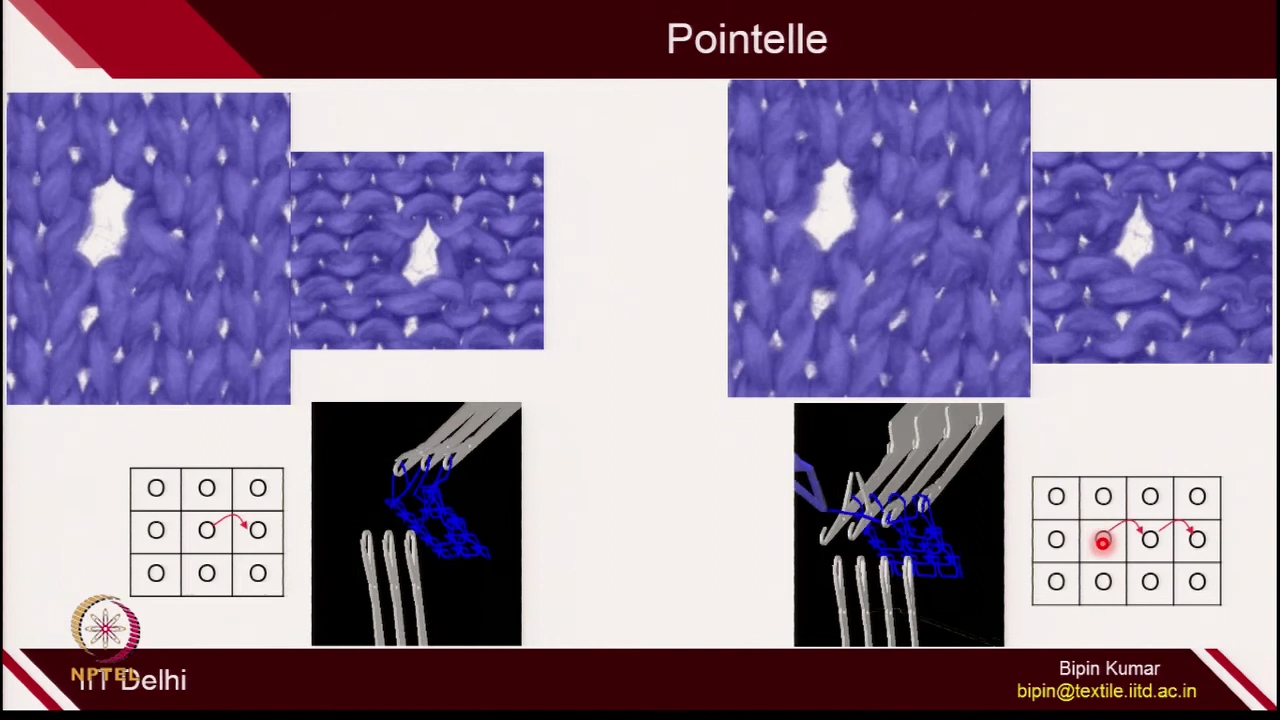 Pointelle
O O O
O O O
O O O
O O O O
O O O O
O O O O
NPTEL
IIT Delhi
Bipin Kumar
bipin@textile.iitd.ac.in